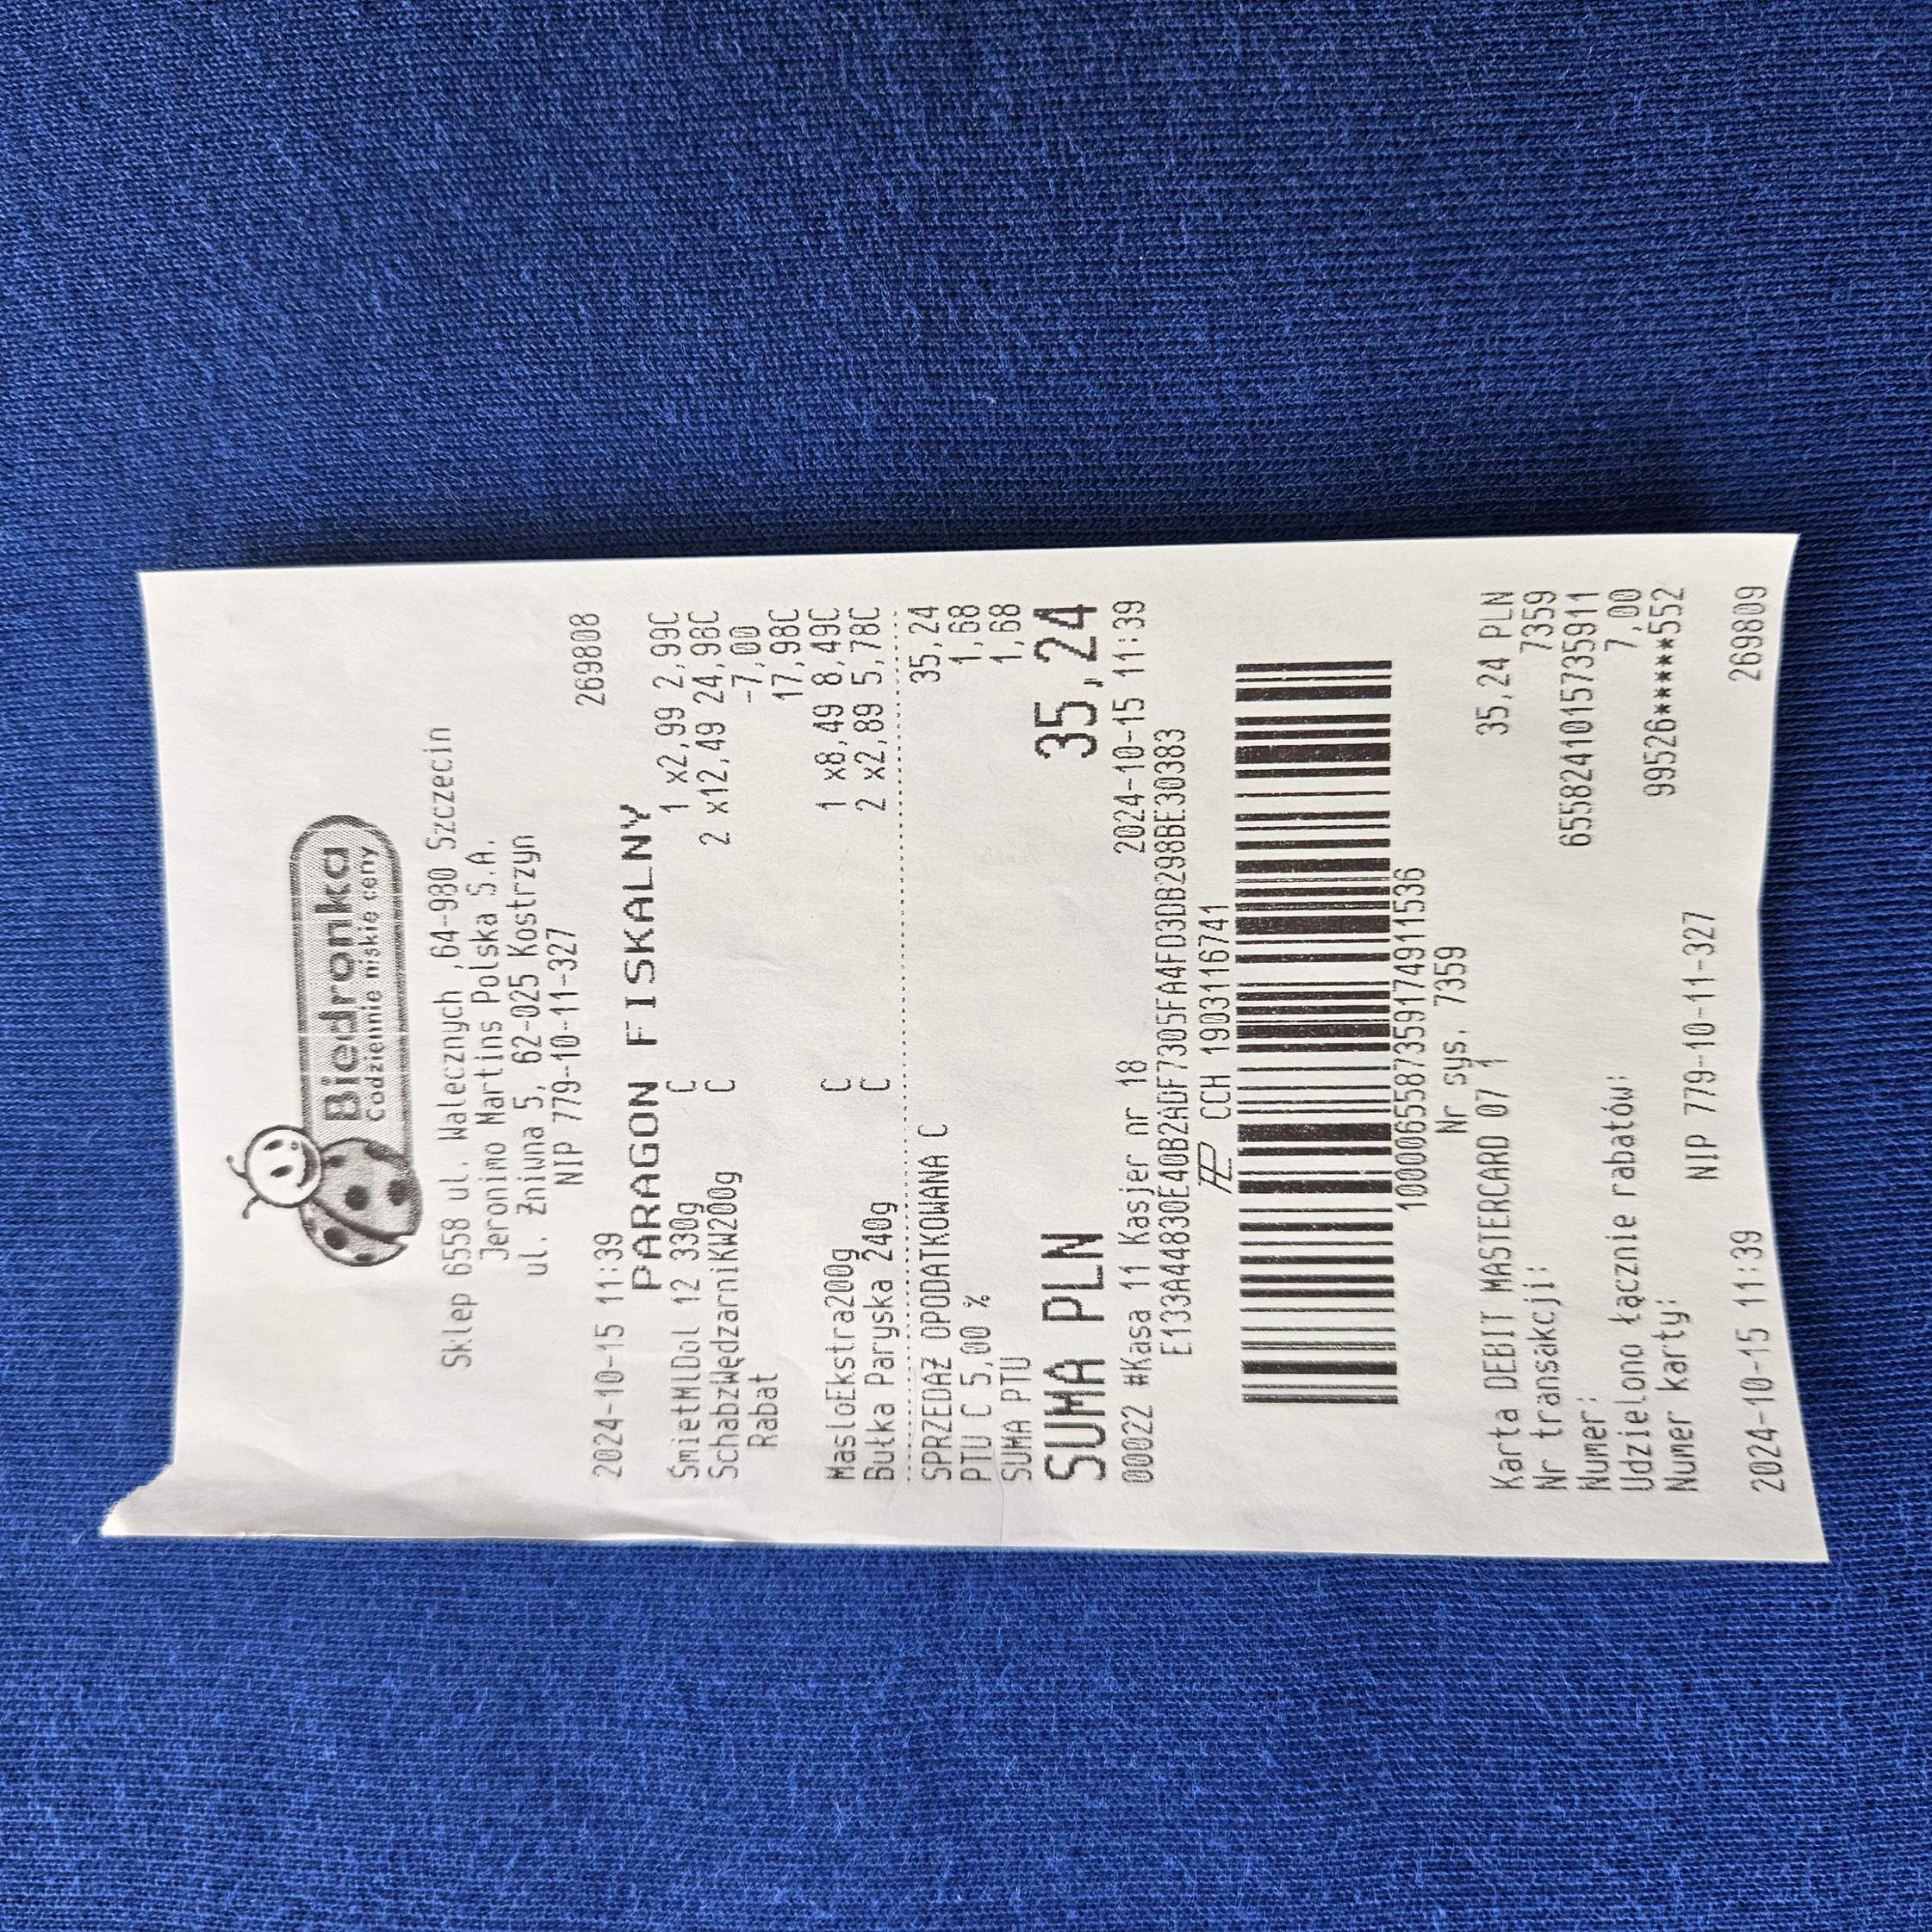 Biedronka
Codziennie niskie ceny
Sklep 6558 ul. Walecznych ,64-980 Szczecin
Jeronimo Martins Polska S.A.
ul. Żniwna 5, 62-025 Kostrzyn
NIP 779-10-11-327
2024-10-15 11:39 269808
PARAGON FISKALNY
ŚmietMlDol 12 330g C 1 x2,99 2,99C
SchabzWędzarniKW200g C 2 x12,49 24,98C
Rabat -7,00
17,98C
MasloEkstra200g C 1 x8,49 8,49C
Bułka Paryska 240g C 2 x2,89 5,78C
SPRZEDAŻ OPODATKOWANA C 35,24
PTU C 5,00 % 1,68
SUMA PTU 1,68
SUMA PLN 35,24
00022 #Kasa 11 Kasjer nr 18 2024-10-15 11:39
E133A44830E40B2ADF7305FA4FD3DB298BE30383
CCH 1903116741
1000065587359174911536
Nr sys. 7359
Karta DEBIT MASTERCARD 07 1 35,24 PLN
Nr transakcji: 7359
Numer: 6558241015735911
Udzielono łącznie rabatów: 7,00
Numer karty: 99526******552
NIP 779-10-11-327
2024-10-15 11:39 269809